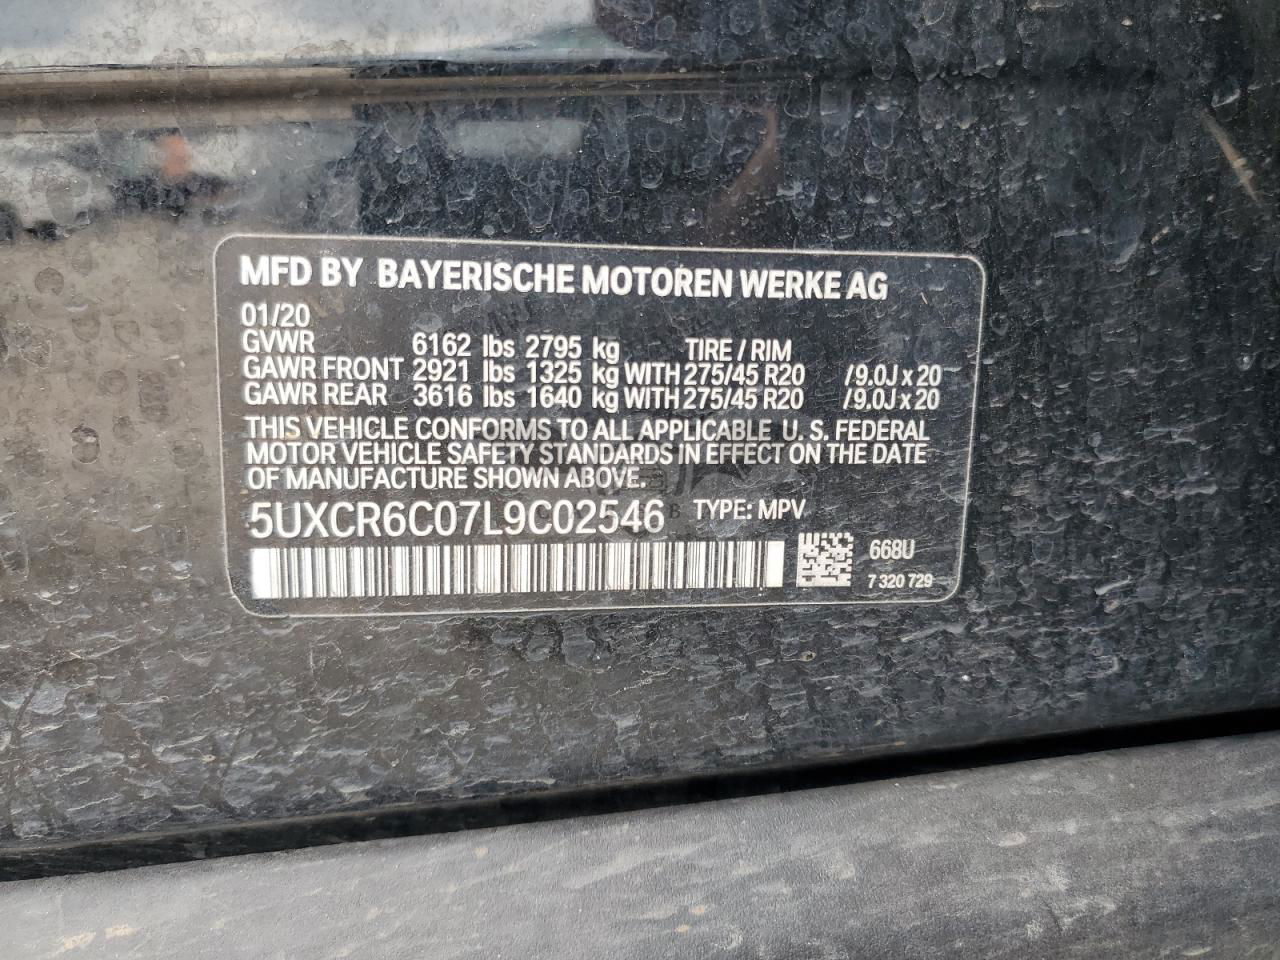 MFD BY BAYERISCHE MOTOREN WERKE AG
01/20
GVWR 6162 lbs 2795 kg TIRE / RIM
GAWR FRONT 2921 lbs 1325 kg WITH 275/45 R20 / 9.0J x 20
GAWR REAR 3616 lbs 1640 kg WITH 275/45 R20 / 9.0J x 20
THIS VEHICLE CONFORMS TO ALL APPLICABLE U. S. FEDERAL
MOTOR VEHICLE SAFETY STANDARDS IN EFFECT ON THE DATE
OF MANUFACTURE SHOWN ABOVE.
5UXCR6C07L9C02546 TYPE: MPV
668U
7 320 729